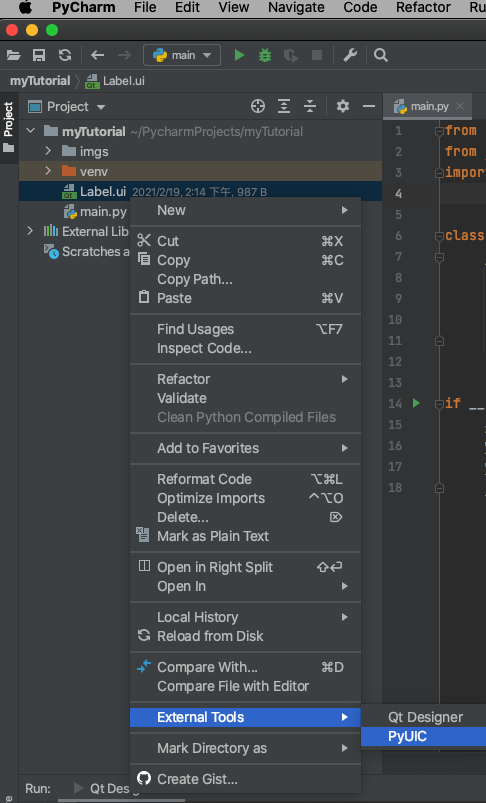 PyCharm File Edit View Navigate Code Refactor
main
myTutorial Label.ui
Project
Project
main.py
myTutorial ~/PycharmProjects/myTutorial
imgs
venv
Label.ui 2021/2/19, 2:14 下午, 987 B
main.py
External Lib
Scratches a
1
2
3
4
5
6
7
8
9
10
11
12
13
14
15
16
17
18
from
from
impor
class
if __
New
Cut ⌘X
Copy ⌘C
Copy Path...
Paste ⌘V
Find Usages ⌥F7
Inspect Code...
Refactor
Validate
Clean Python Compiled Files
Add to Favorites
Reformat Code ⌥⌘L
Optimize Imports ^⌥O
Delete... ⌦
Mark as Plain Text
Open in Right Split ⇧⏎
Open In
Local History
Reload from Disk
Compare With... ⌘D
Compare File with Editor
External Tools
Qt Designer
PyUIC
Mark Directory as
Create Gist...
Run: Qt Des